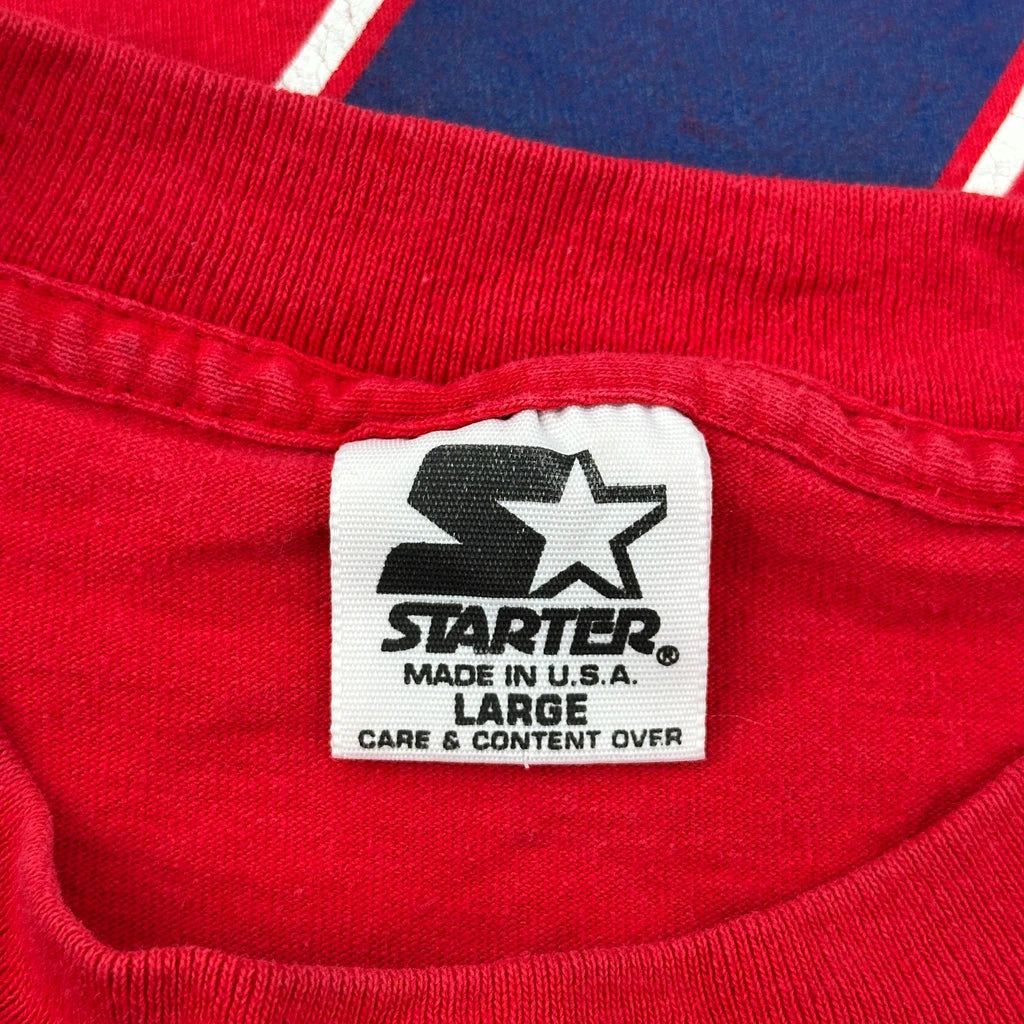 STARTER®
MADE IN U.S.A.
LARGE
CARE & CONTENT OVER